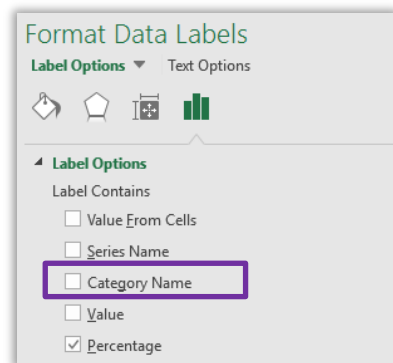 Format Data Labels
Label Options Text Options
Label Options
Label Contains
Value From Cells
Series Name
Category Name
Value
Percentage